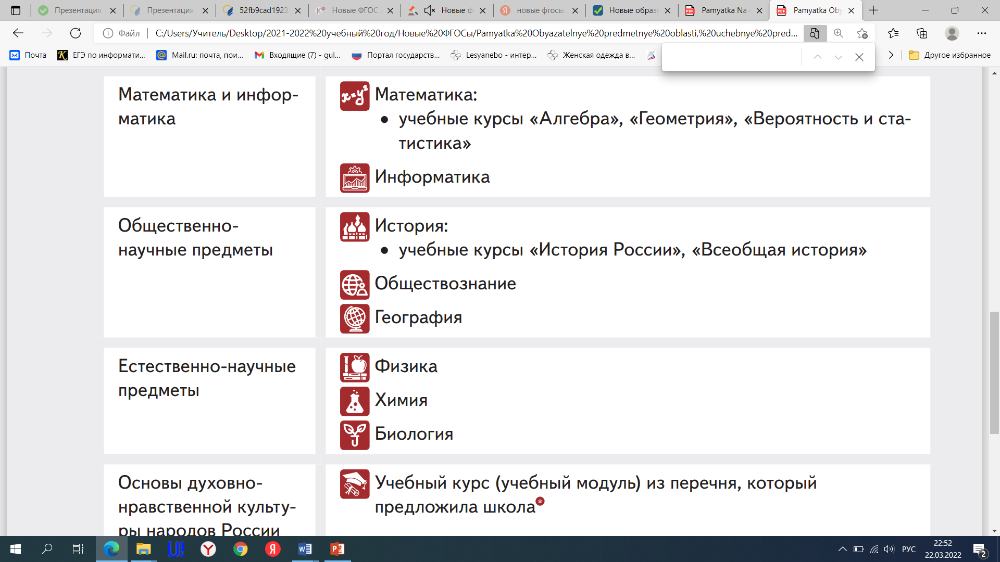 Презентация
Презентация
52fb9cad1923
Новые ФГОС
Новые ф
новые фгосы
Новые образо
Pamyatka Na
Pamyatka Oby
Файл
C:/Users/Учитель/Desktop/2021-2022%20учебный%20год/Новые%20ФГОСы/Pamyatka%20Obyazatelnye%20predmetnye%20oblasti,%20uchebnye%20pred...
Почта
ЕГЭ по информати...
Mail.ru: почта, пои...
Входящие (7) - gul...
Портал государств...
Lesyanebo - интер...
Женская одежда в...
Другое избранное
Математика и инфор-
матика
x=y²
Математика:
• учебные курсы «Алгебра», «Геометрия», «Вероятность и ста-
тистика»
Информатика
Общественно-
научные предметы
История:
• учебные курсы «История России», «Всеобщая история»
Обществознание
География
Естественно-научные
предметы
Физика
Химия
Биология
Основы духовно-
нравственной культу-
ры народов России
Учебный курс (учебный модуль) из перечня, который
предложила школа*
РУС
22:52
22.03.2022
2